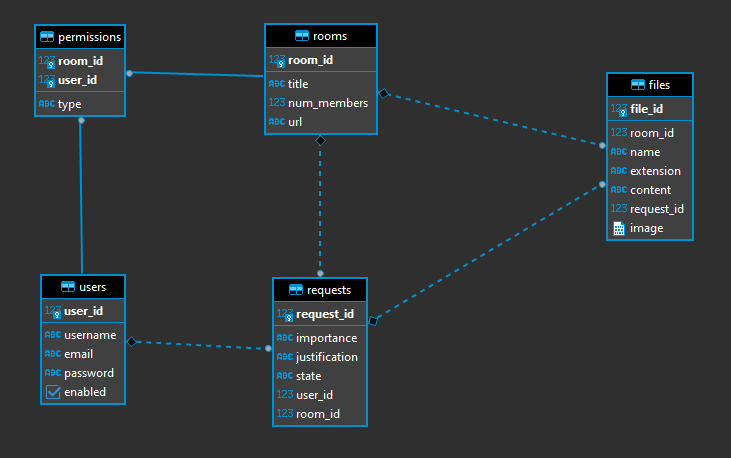 permissions
123 room_id
123 user_id
ABC type
rooms
123 room_id
ABC title
123 num_members
ABC url
files
123 file_id
123 room_id
ABC name
ABC extension
ABC content
123 request_id
image
users
123 user_id
ABC username
ABC email
ABC password
enabled
requests
123 request_id
ABC importance
ABC justification
ABC state
123 user_id
123 room_id